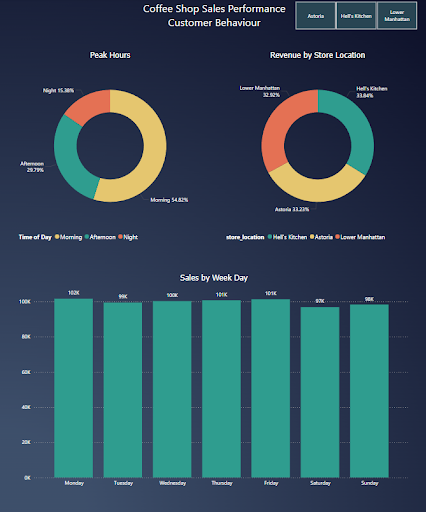 Coffee Shop Sales Performance
Customer Behaviour
Astoria
Hell's Kitchen
Lower
Manhattan
Peak Hours
Night 15.38%
Afternoon
29.79%
Morning 54.82%
Time of Day Morning Afternoon Night
Revenue by Store Location
Lower Manhattan
32.92%
Hell's Kitchen
33.84%
Astoria 33.23%
store_location Hell's Kitchen Astoria Lower Manhattan
Sales by Week Day
100K
80K
60K
40K
20K
0K
102K
99K
100K
101K
101K
97K
98K
Monday
Tuesday
Wednesday
Thursday
Friday
Saturday
Sunday